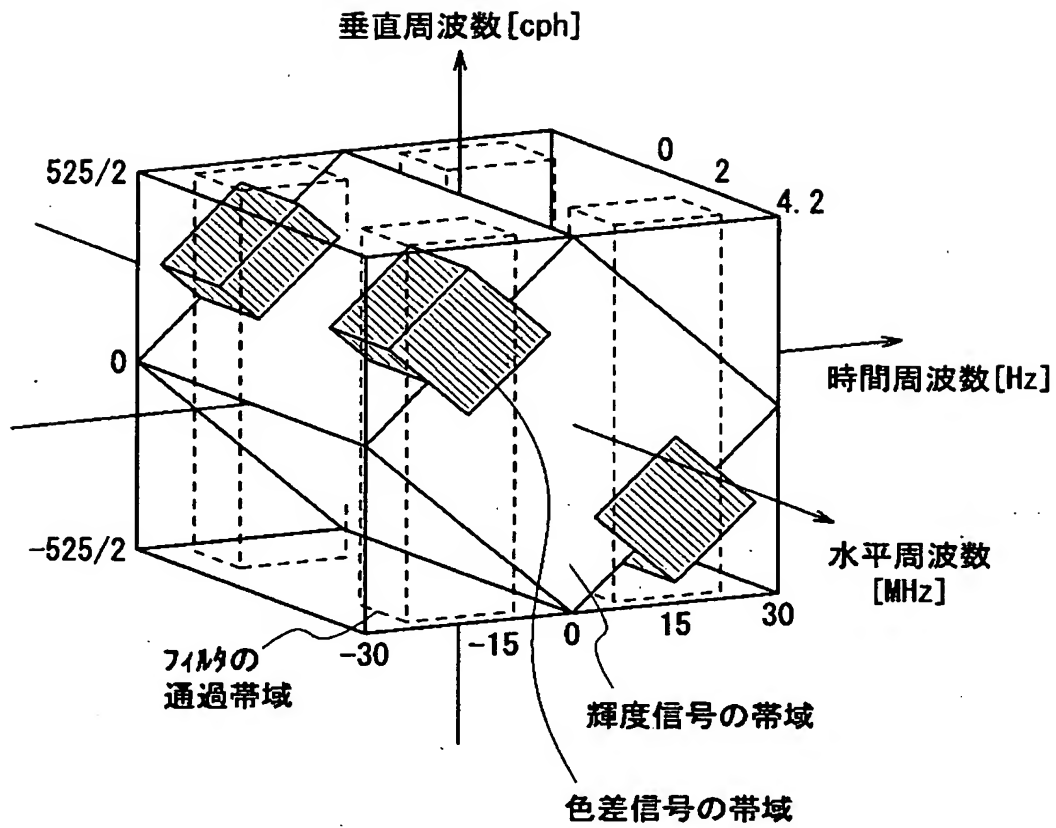 垂直周波数[cph]
525/2
0
2
4.2
0
時間周波数[Hz]
-525/2
水平周波数
[MHz]
-30
-15
0
15
30
フィルタの
通過帯域
輝度信号の帯域
色差信号の帯域